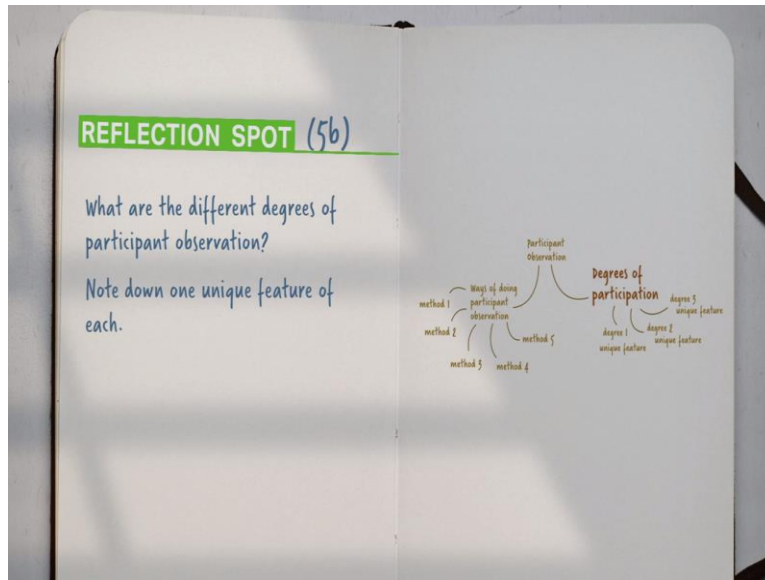 REFLECTION SPOT (5b)
What are the different degrees of
participant observation?
Note down one unique feature of
each.
Participant
Observation
Ways of doing
participant
observation
method 1
method 2
method 3
method 4
method 5
Degrees of
participation
degree 1
unique feature
degree 2
unique feature
degree 3
unique feature